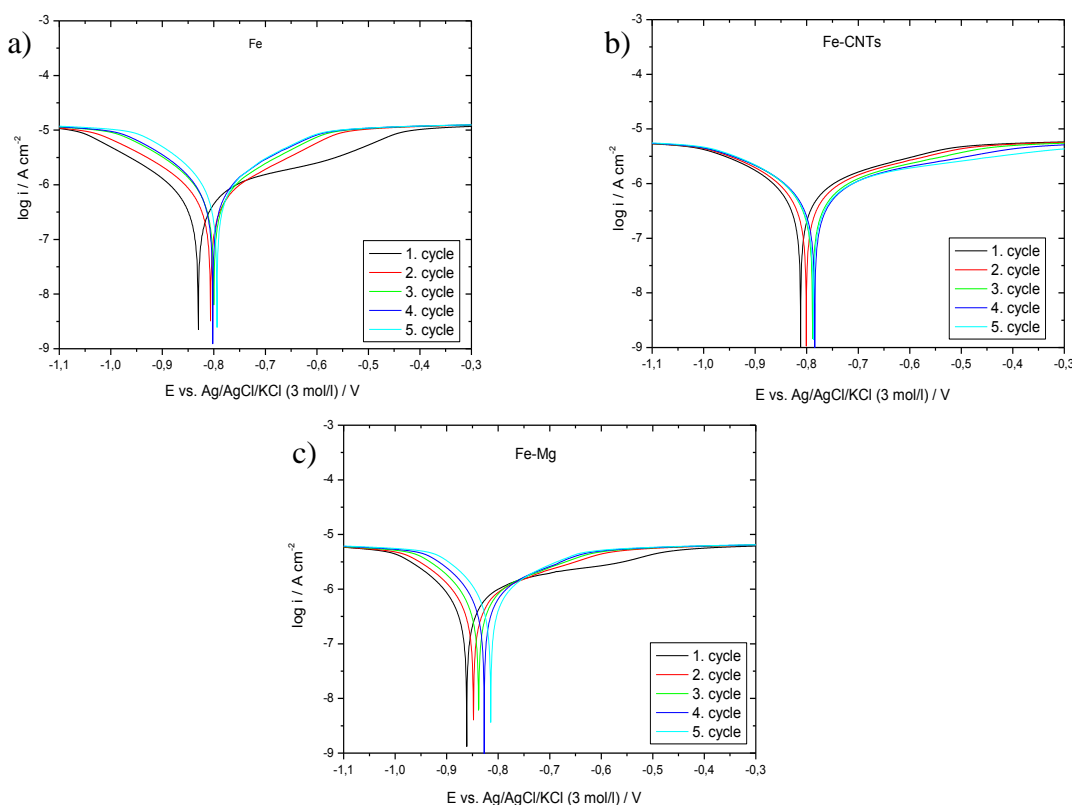 a)
Fe
-3
-4
-5
-6
-7
-8
-9
log i / A cm-2
1. cycle
2. cycle
3. cycle
4. cycle
5. cycle
-1,1 -1,0 -0,9 -0,8 -0,7 -0,6 -0,5 -0,4 -0,3
E vs. Ag/AgCl/KCl (3 mol/l) / V
b)
Fe-CNTs
-3
-4
-5
-6
-7
-8
-9
log i / A cm-2
1. cycle
2. cycle
3. cycle
4. cycle
5. cycle
-1,1 -1,0 -0,9 -0,8 -0,7 -0,6 -0,5 -0,4 -0,3
E vs. Ag/AgCl/KCl (3 mol/l) / V
c)
Fe-Mg
-3
-4
-5
-6
-7
-8
-9
log i / A cm-2
1. cycle
2. cycle
3. cycle
4. cycle
5. cycle
-1,1 -1,0 -0,9 -0,8 -0,7 -0,6 -0,5 -0,4 -0,3
E vs. Ag/AgCl/KCl (3 mol/l) / V